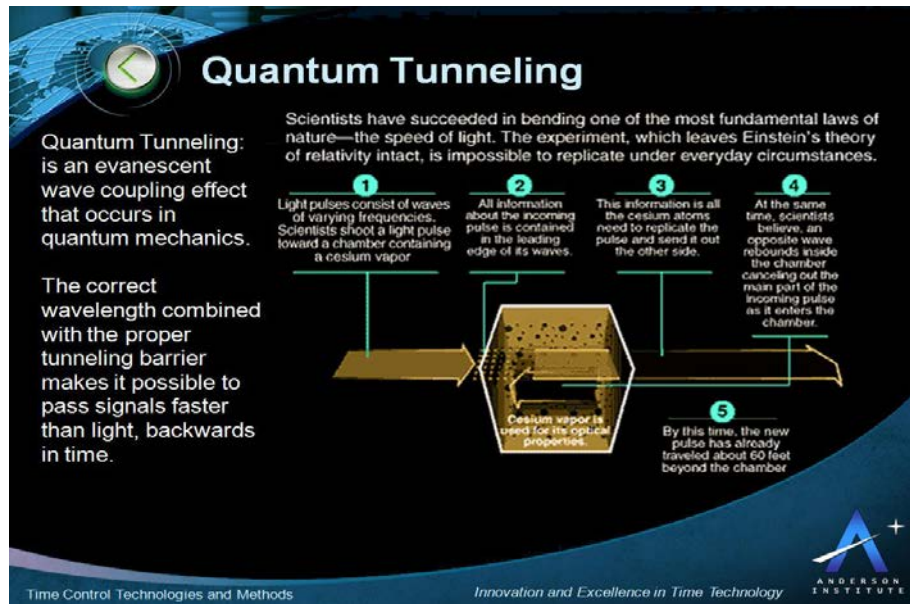 Quantum Tunneling
Quantum Tunneling:
is an evanescent
wave coupling effect
that occurs in
quantum mechanics.
The correct
wavelength combined
with the proper
tunneling barrier
makes it possible to
pass signals faster
than light, backwards
in time.
Scientists have succeeded in bending one of the most fundamental laws of
nature—the speed of light. The experiment, which leaves Einstein's theory
of relativity intact, is impossible to replicate under everyday circumstances.
1
Light pulses consist of waves
of varying frequencies.
Scientists shoot a light pulse
toward a chamber containing
a cesium vapor
2
All information
about the incoming
pulse is contained
in the leading
edge of its waves.
3
This information is all
the cesium atoms
need to replicate the
pulse and send it out
the other side.
4
At the same
time, scientists
believe, an
opposite wave
rebounds inside
the chamber
canceling out the
main part of the
incoming pulse
as it enters the
chamber.
Cesium vapor is
used for its optical
properties.
5
By this time, the new
pulse has already
traveled about 60 feet
beyond the chamber
Time Control Technologies and Methods
Innovation and Excellence in Time Technology
ANDERSON
INSTITUTE